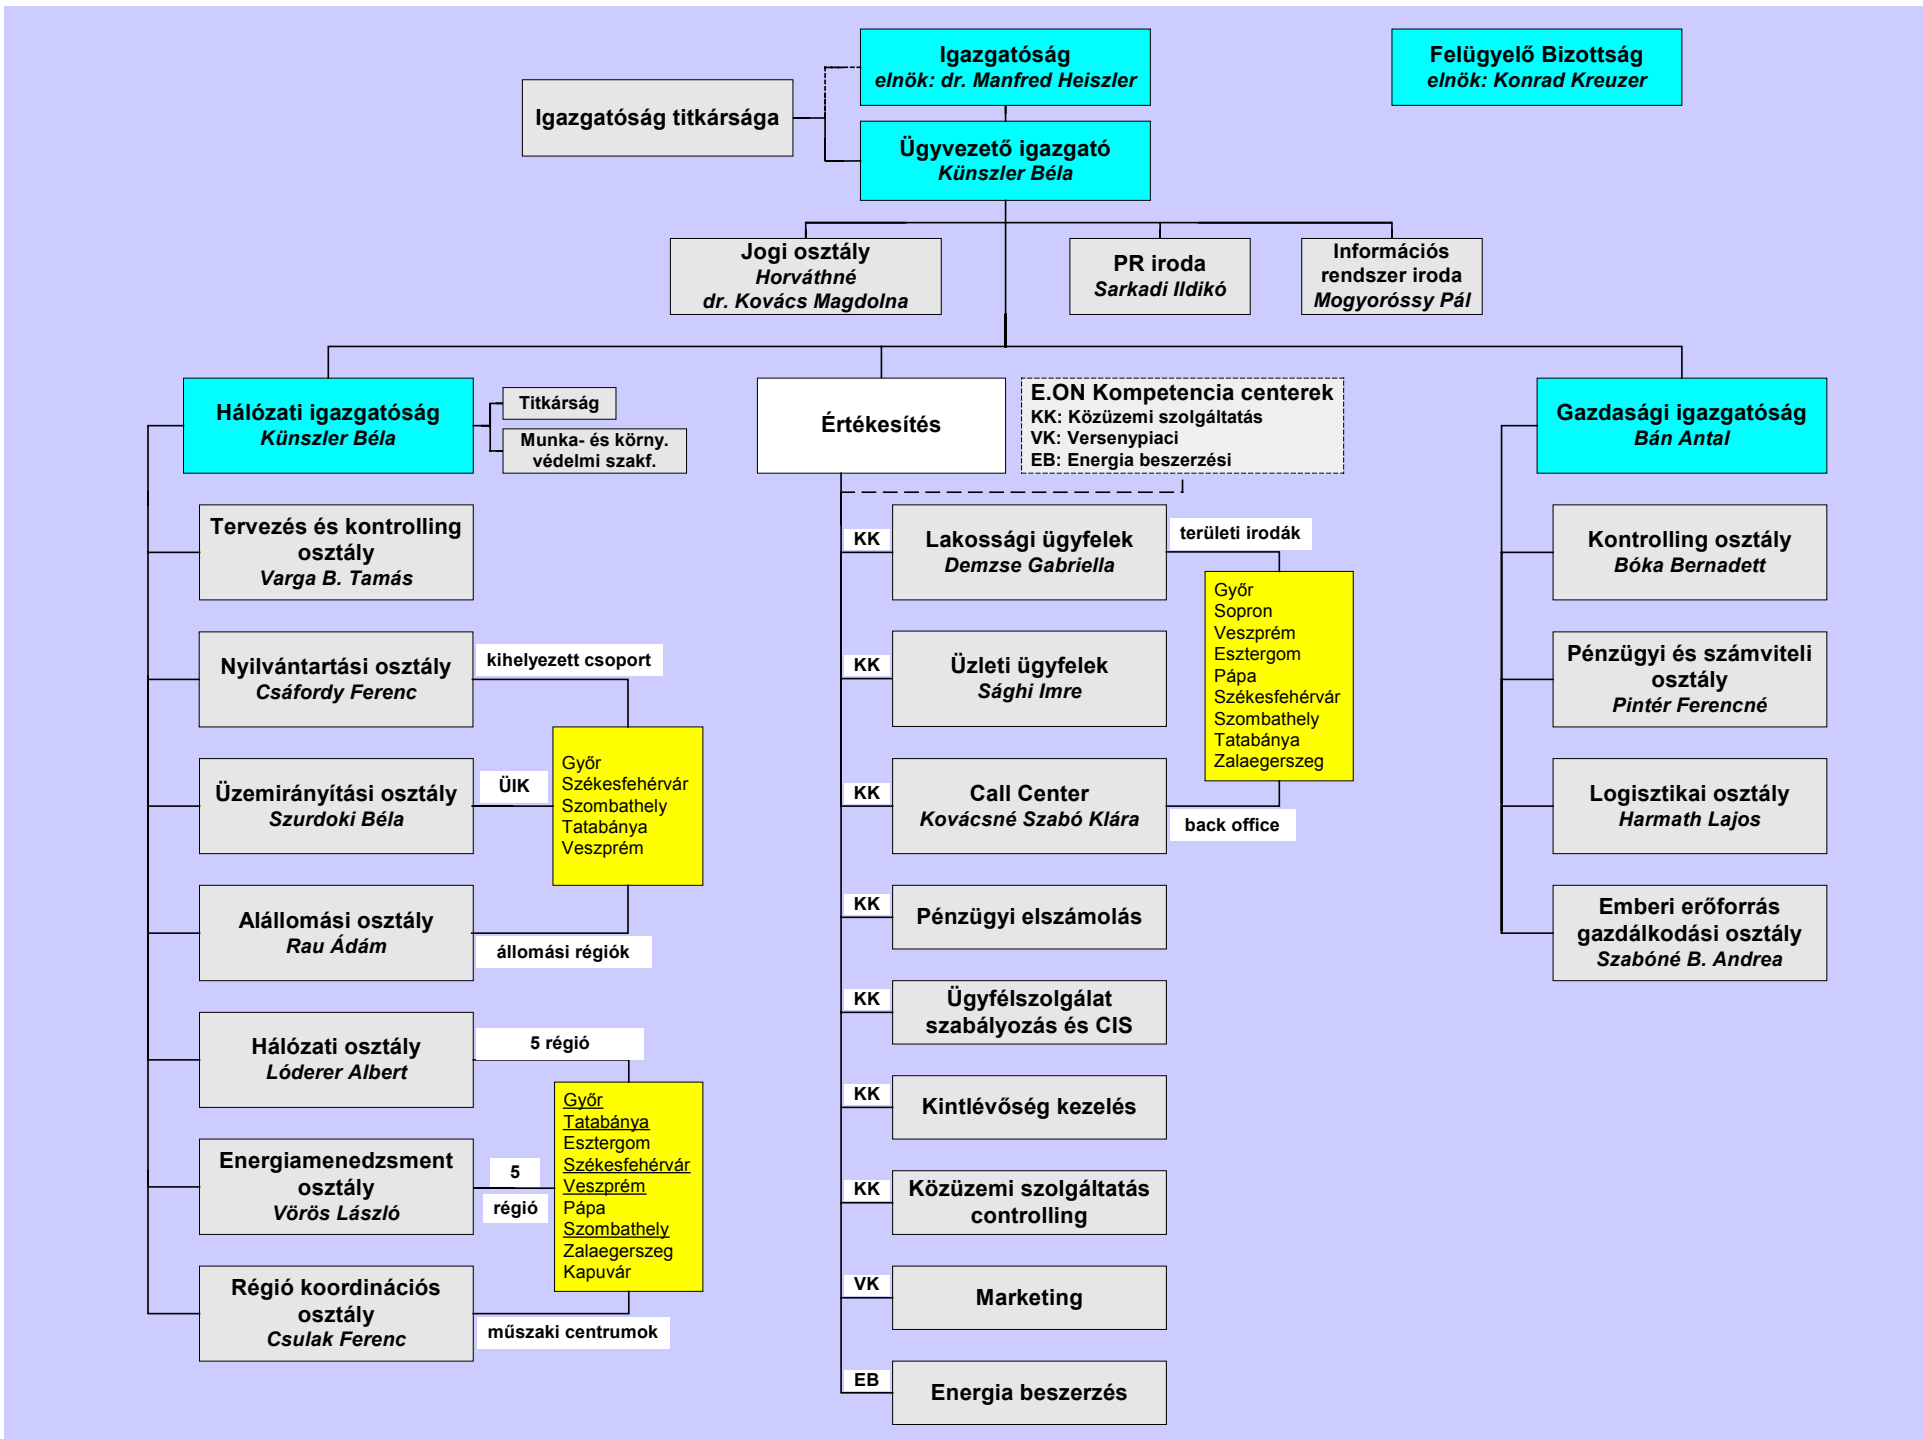 Igazgatóság
elnök: dr. Manfred Heiszler
Felügyelő Bizottság
elnök: Konrad Kreuzer
Igazgatóság titkársága
Ügyvezető igazgató
Künszler Béla
Jogi osztály
Horváthné
dr. Kovács Magdolna
PR iroda
Sarkadi Ildikó
Információs
rendszer iroda
Mogyoróssy Pál
Hálózati igazgatóság
Künszler Béla
Titkárság
Munka- és körny.
védelmi szakf.
Értékesítés
E.ON Kompetencia centerek
KK: Közüzemi szolgáltatás
VK: Versenypiaci
EB: Energia beszerzési
Gazdasági igazgatóság
Bán Antal
Tervezés és kontrolling
osztály
Varga B. Tamás
Nyilvántartási osztály
Csáfordy Ferenc
kihelyezett csoport
Üzemirányítási osztály
Szurdoki Béla
ÜIK
Győr
Székesfehérvár
Szombathely
Tatabánya
Veszprém
Alállomási osztály
Rau Ádám
állomási régiók
Hálózati osztály
Lóderer Albert
5 régió
Energiamenedzsment
osztály
Vörös László
5
régió
Győr
Tatabánya
Esztergom
Székesfehérvár
Veszprém
Pápa
Szombathely
Zalaegerszeg
Kapuvár
Régió koordinációs
osztály
Csulak Ferenc
műszaki centrumok
KK
Lakossági ügyfelek
Demzse Gabriella
területi irodák
Győr
Sopron
Veszprém
Esztergom
Pápa
Székesfehérvár
Szombathely
Tatabánya
Zalaegerszeg
KK
Üzleti ügyfelek
Sághi Imre
KK
Call Center
Kovácsné Szabó Klára
back office
KK
Pénzügyi elszámolás
KK
Ügyfélszolgálat
szabályozás és CIS
KK
Kintlévőség kezelés
KK
Közüzemi szolgáltatás
controlling
VK
Marketing
EB
Energia beszerzés
Kontrolling osztály
Bóka Bernadett
Pénzügyi és számviteli
osztály
Pintér Ferencné
Logisztikai osztály
Harmath Lajos
Emberi erőforrás
gazdálkodási osztály
Szabóné B. Andrea